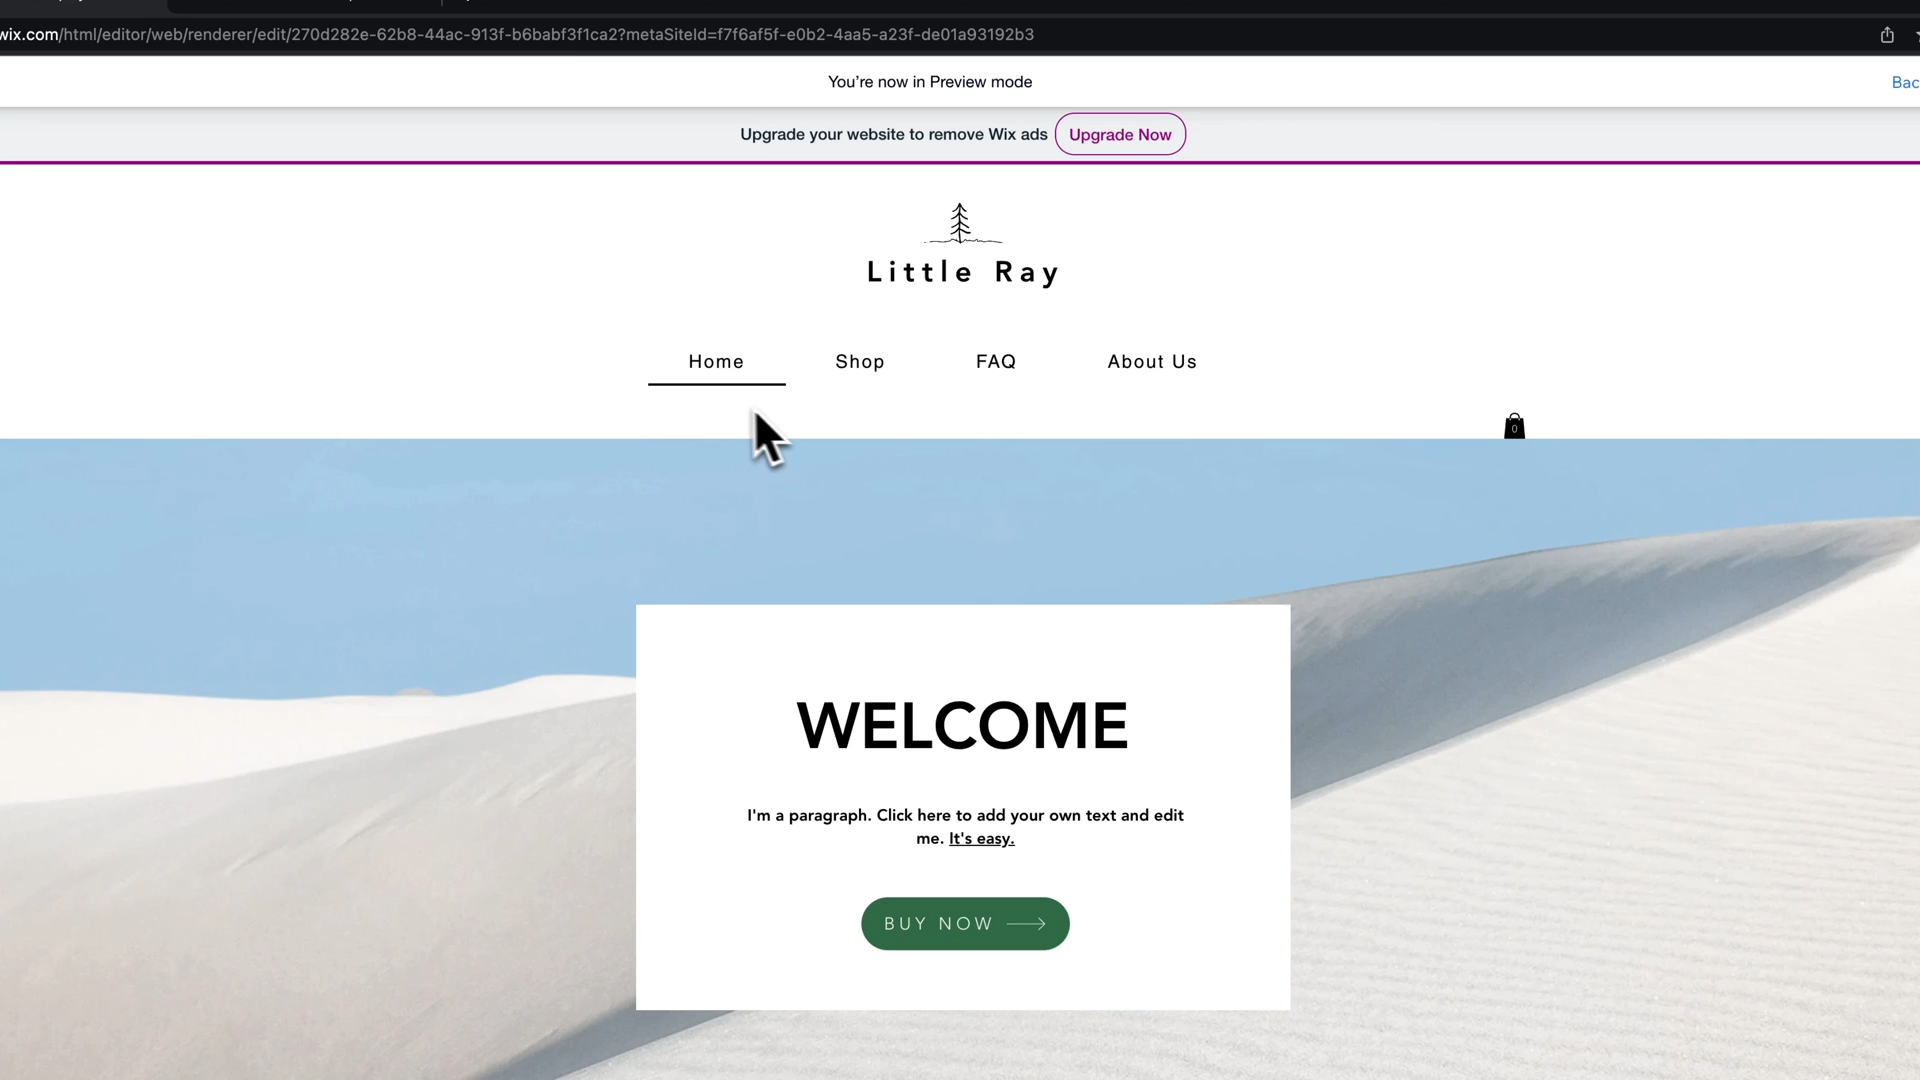 wix.com/html/editor/web/renderer/edit/270d282e-62b8-44ac-913f-b6babf3f1ca2?metaSiteId=f7f6af5f-e0b2-4aa5-a23f-de01a93192b3
You're now in Preview mode
Bac
Upgrade your website to remove Wix ads Upgrade Now
Little Ray
Home Shop FAQ About Us
0
WELCOME
I'm a paragraph. Click here to add your own text and edit
me. It's easy.
BUY NOW